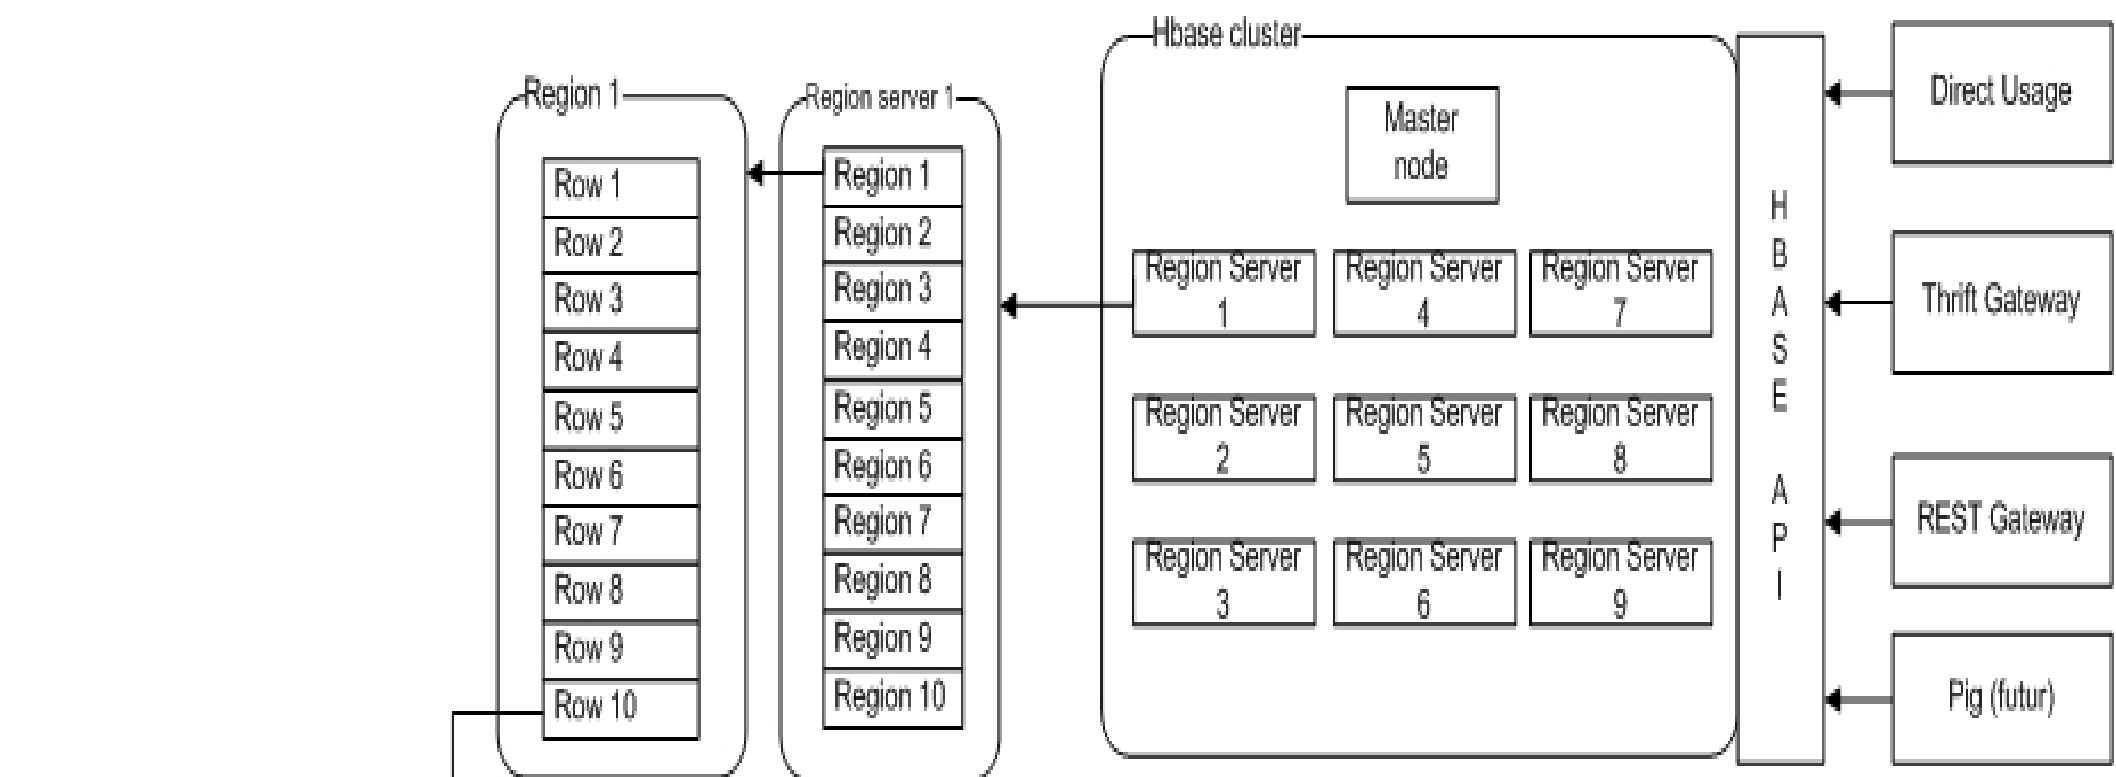 Region 1
Row 1
Row 2
Row 3
Row 4
Row 5
Row 6
Row 7
Row 8
Row 9
Row 10
Region server 1
Region 1
Region 2
Region 3
Region 4
Region 5
Region 6
Region 7
Region 8
Region 9
Region 10
Hbase cluster
Master
node
Region Server
1
Region Server
4
Region Server
7
Region Server
2
Region Server
5
Region Server
8
Region Server
3
Region Server
6
Region Server
9
H
B
A
S
E
A
P
I
Direct Usage
Thrift Gateway
REST Gateway
Pig (futur)